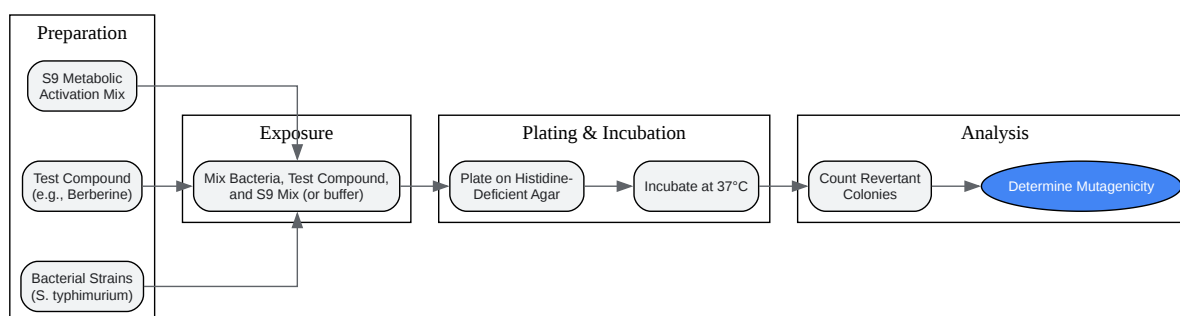 Preparation
S9 Metabolic
Activation Mix
Test Compound
(e.g., Berberine)
Bacterial Strains
(S. typhimurium)
Exposure
Mix Bacteria, Test Compound,
and S9 Mix (or buffer)
Plating & Incubation
Plate on Histidine-
Deficient Agar
Incubate at 37°C
Analysis
Count Revertant
Colonies
Determine Mutagenicity